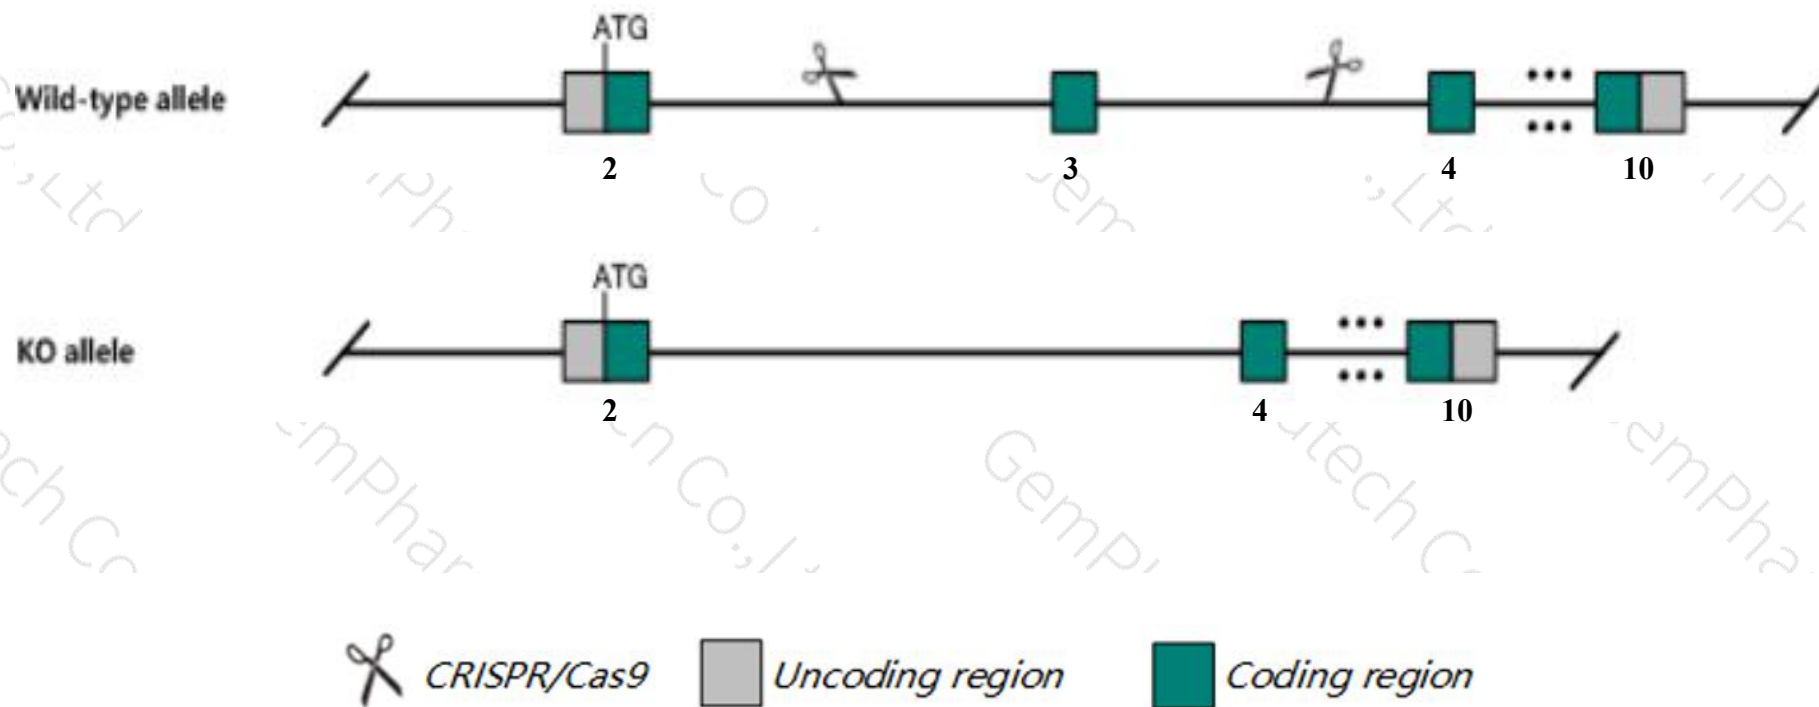 ATG
Wild-type allele
2 3 4 10
ATG
KO allele
2 4 10
CRISPR/Cas9 Uncoding region Coding region
GemPh